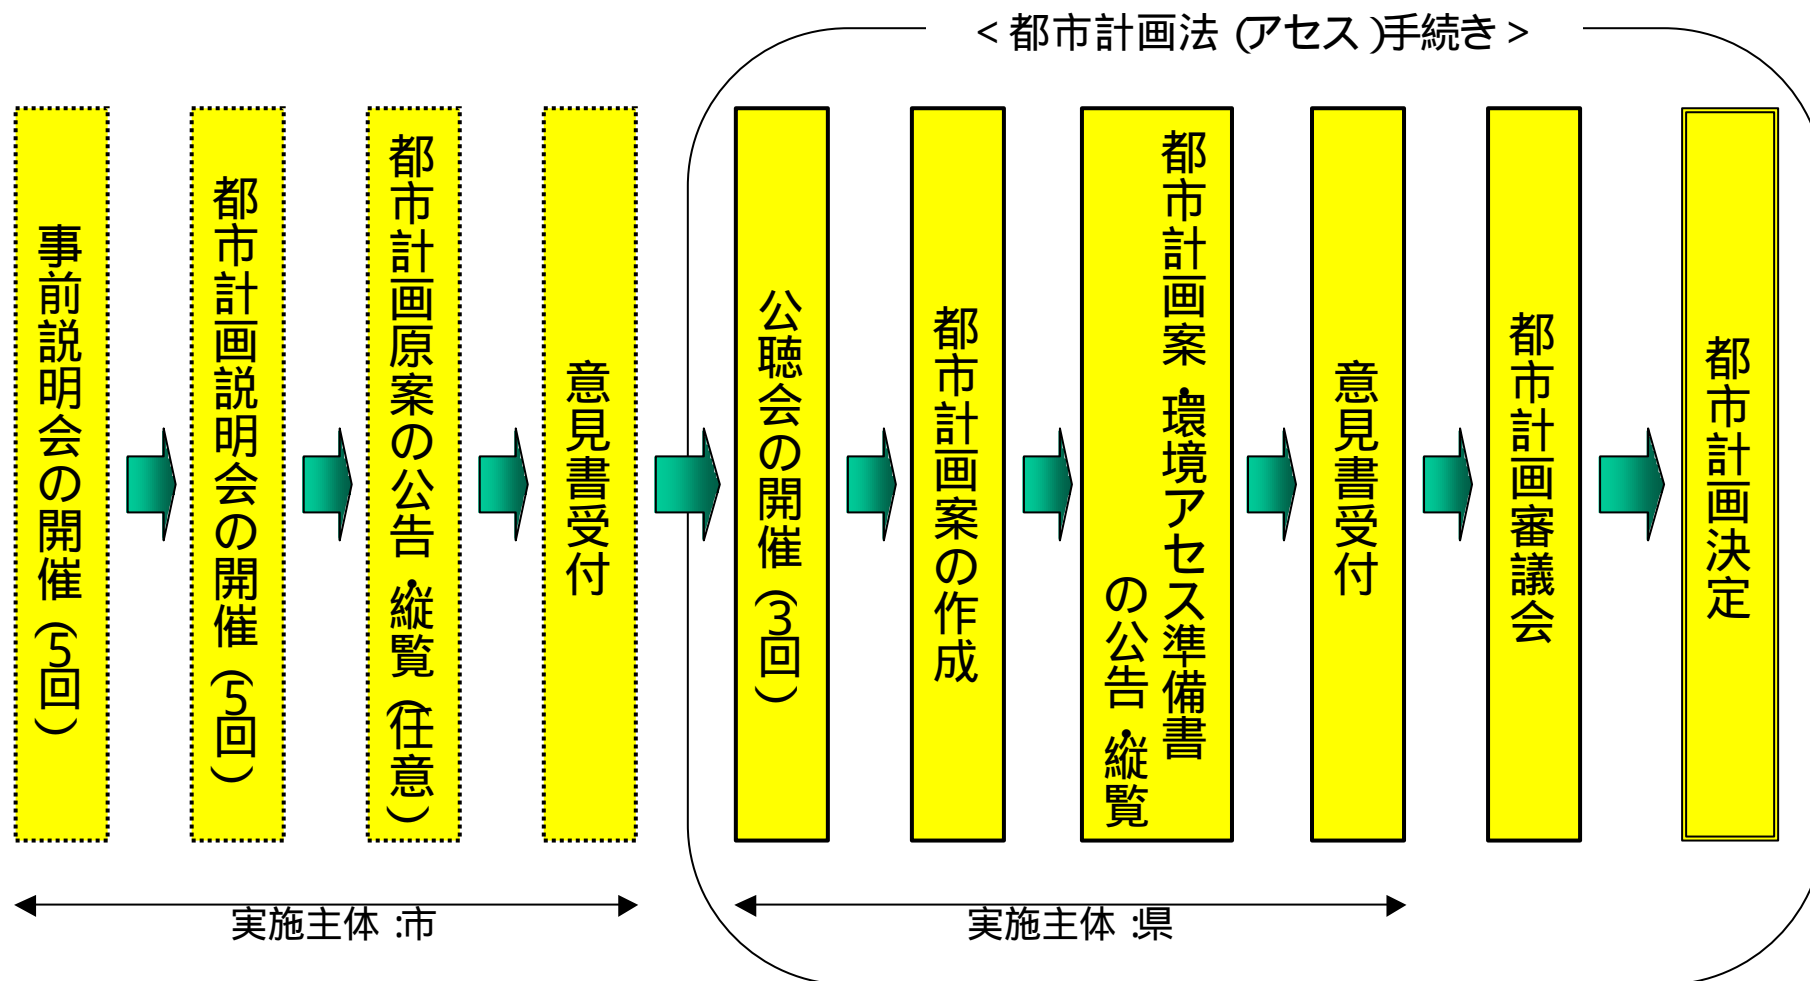 <都市計画法(アセス)手続き>
事前説明会の開催(5回)
都市計画説明会の開催(5回)
都市計画原案の公告・縦覧(任意)
意見書受付
公聴会の開催(3回)
都市計画案の作成
都市計画案・環境アセス準備書
の公告・縦覧
意見書受付
都市計画審議会
都市計画決定
実施主体:市
実施主体:県